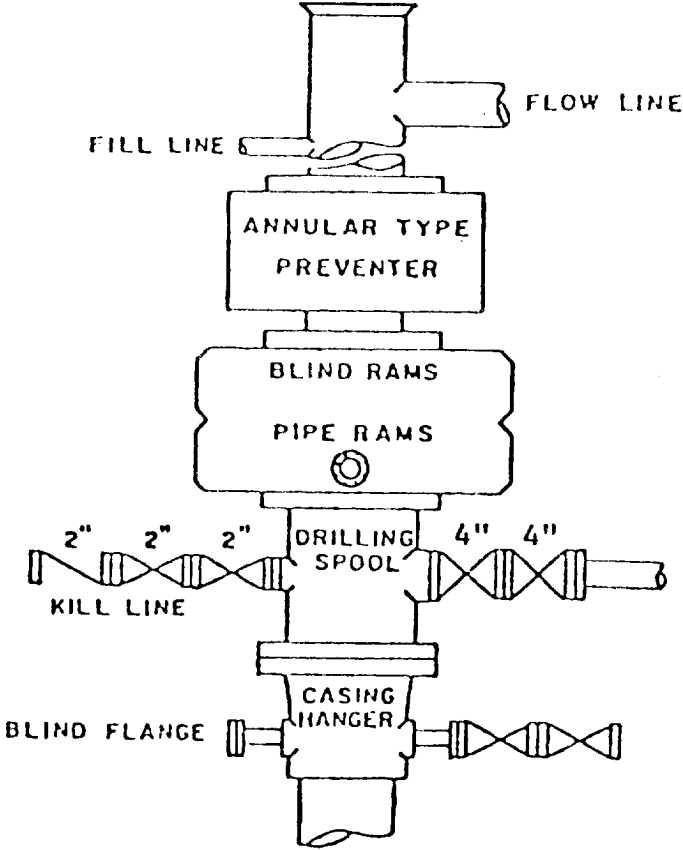 FLOW LINE
FILL LINE
ANNULAR TYPE
PREVENTER
BLIND RAMS
PIPE RAMS
2" 2" 2"
DRILLING
SPOOL
4" 4"
KILL LINE
CASING
HANGER
BLIND FLANGE